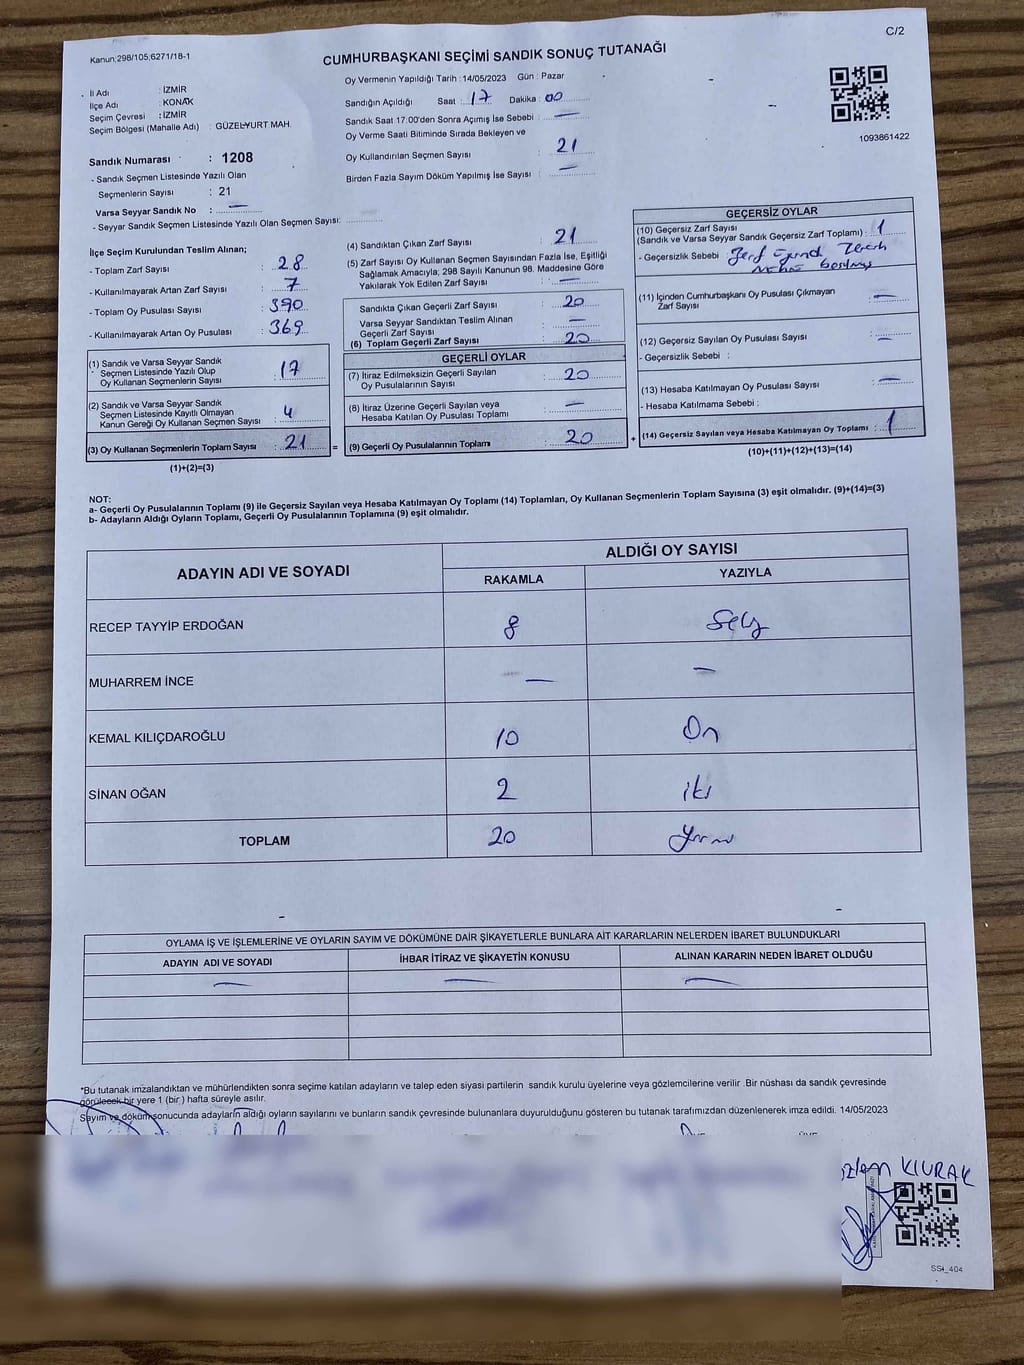 C/2
Kanun:298/105;6271/18-1
CUMHURBAŞKANI SEÇİMİ SANDIK SONUÇ TUTANAĞI
Oy Vermenin Yapıldığı Tarih : 14/05/2023 Gün : Pazar
İl Adı : İZMİR
İlçe Adı : KONAK
Seçim Çevresi : İZMİR
Seçim Bölgesi (Mahalle Adı) : GÜZELYURT MAH.
Sandığın Açıldığı Saat : 17 Dakika : 00
Sandık Saat 17:00'den Sonra Açımış İse Sebebi : —
Oy Verme Saati Bitiminde Sırada Bekleyen ve
Oy Kullandırılan Seçmen Sayısı : 21
Birden Fazla Sayım Döküm Yapılmış İse Sayısı : —
1093861422
Sandık Numarası : 1208
- Sandık Seçmen Listesinde Yazılı Olan
Seçmenlerin Sayısı : 21
Varsa Seyyar Sandık No : —
- Seyyar Sandık Seçmen Listesinde Yazılı Olan Seçmen Sayısı:
İlçe Seçim Kurulundan Teslim Alınan;
- Toplam Zarf Sayısı : 28
- Kullanılmayarak Artan Zarf Sayısı : 7
- Toplam Oy Pusulası Sayısı : 390
- Kullanılmayarak Artan Oy Pusulası : 369
(1) Sandık ve Varsa Seyyar Sandık
Seçmen Listesinde Yazılı Olup
Oy Kullanan Seçmenlerin Sayısı : 17
(2) Sandık ve Varsa Seyyar Sandık
Seçmen Listesinde Kayıtlı Olmayan
Kanun Gereği Oy Kullanan Seçmen Sayısı : 4
(3) Oy Kullanan Seçmenlerin Toplam Sayısı : 21 =
(1)+(2)=(3)
(4) Sandıktan Çıkan Zarf Sayısı : 21
(5) Zarf Sayısı Oy Kullanan Seçmen Sayısından Fazla İse, Eşitliği
Sağlamak Amacıyla, 298 Sayılı Kanunun 98. Maddesine Göre
Yakılarak Yok Edilen Zarf Sayısı : —
Sandıkta Çıkan Geçerli Zarf Sayısı : 20
Varsa Seyyar Sandıktan Teslim Alınan
Geçerli Zarf Sayısı : —
(6) Toplam Geçerli Zarf Sayısı : 20
GEÇERLİ OYLAR
(7) İtiraz Edilmeksizin Geçerli Sayılan
Oy Pusulalarının Sayısı : 20
(8) İtiraz Üzerine Geçerli Sayılan veya
Hesaba Katılan Oy Pusulası Toplamı : —
(9) Geçerli Oy Pusulalarının Toplamı : 20 +
GEÇERSİZ OYLAR
(10) Geçersiz Zarf Sayısı
(Sandık ve Varsa Seyyar Sandık Geçersiz Zarf Toplamı) : 1
- Geçersizlik Sebebi : Zarf
(11) İçinden Cumhurbaşkanı Oy Pusulası Çıkmayan
Zarf Sayısı : —
(12) Geçersiz Sayılan Oy Pusulası Sayısı : —
- Geçersizlik Sebebi :
(13) Hesaba Katılmayan Oy Pusulası Sayısı : —
- Hesaba Katılmama Sebebi :
(14) Geçersiz Sayılan veya Hesaba Katılmayan Oy Toplamı : 1
(10)+(11)+(12)+(13)=(14)
NOT:
a- Geçerli Oy Pusulalarının Toplamı (9) ile Geçersiz Sayılan veya Hesaba Katılmayan Oy Toplamı (14) Toplamları, Oy Kullanan Seçmenlerin Toplam Sayısına (3) eşit olmalıdır. (9)+(14)=(3)
b- Adayların Aldığı Oyların Toplamı, Geçerli Oy Pusulalarının Toplamına (9) eşit olmalıdır.
ADAYIN ADI VE SOYADI ALDIĞI OY SAYISI
RAKAMLA YAZIYLA
RECEP TAYYİP ERDOĞAN 8 Sekiz
MUHARREM İNCE — —
KEMAL KILIÇDAROĞLU 10 On
SİNAN OĞAN 2 iki
TOPLAM 20 Yirmi
OYLAMA İŞ VE İŞLEMLERİNE VE OYLARIN SAYIM VE DÖKÜMÜNE DAİR ŞİKAYETLERLE BUNLARA AİT KARARLARIN NELERDEN İBARET BULUNDUKLARI
ADAYIN ADI VE SOYADI İHBAR İTİRAZ VE ŞİKAYETİN KONUSU ALINAN KARARIN NEDEN İBARET OLDUĞU
— — —
*Bu tutanak imzalandıktan ve mühürlendikten sonra seçime katılan adayların ve talep eden siyasi partilerin sandık kurulu üyelerine veya gözlemcilerine verilir .Bir nüshası da sandık çevresinde
görülecek bir yere 1 (bir ) hafta süreyle asılır.
Sayım ve döküm sonucunda adayların aldığı oyların sayılarını ve bunların sandık çevresinde bulunanlara duyurulduğunu gösteren bu tutanak tarafımızdan düzenlenerek imza edildi. 14/05/2023
KIVRAK